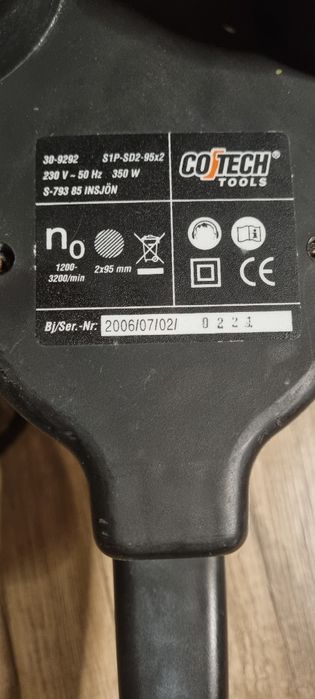 30-9292 S1P-SD2-95x2
230 V ~ 50 Hz 350 W
S-793 85 INSJÖN
COTECH®
TOOLS
n0
1200-
3200/min
2x95 mm
CE
Bj/Ser.-Nr: 2006/07/02/ 0221